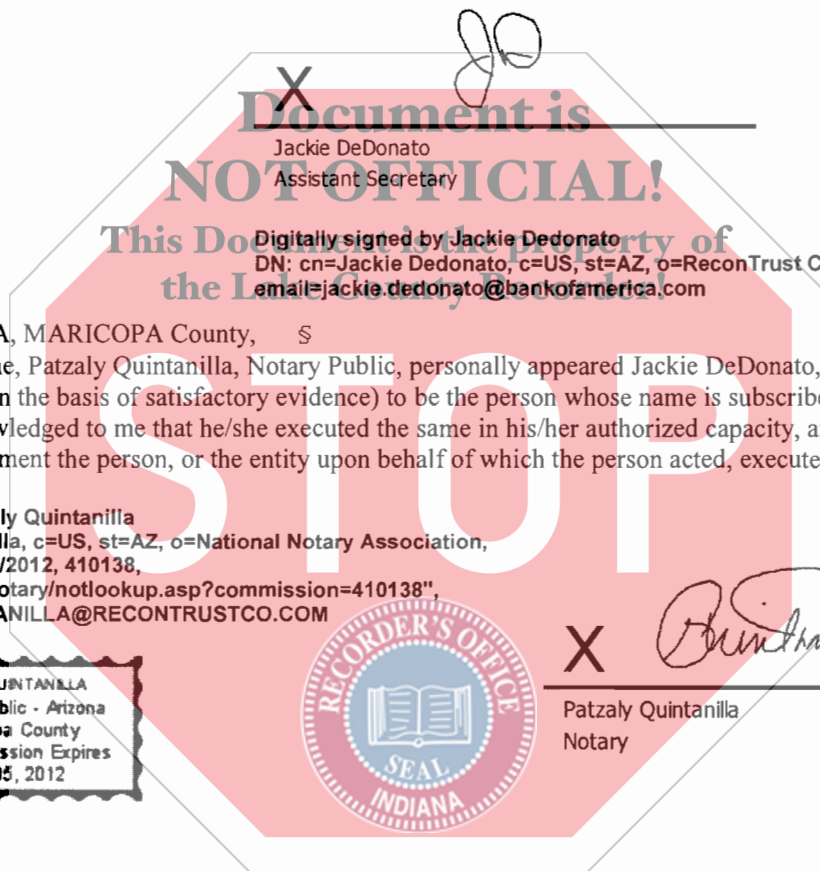 JD
X
Document is
Jackie DeDonato
NOT OFFICIAL!
Assistant Secretary
This Document is the property of
Digitally signed by Jackie Dedonato
DN: cn=Jackie Dedonato, c=US, st=AZ, o=ReconTrust C
the Lake County Recorder!
email=jackie.dedonato@bankofamerica.com
A, MARICOPA County, §
e, Patzaly Quintanilla, Notary Public, personally appeared Jackie DeDonato,
n the basis of satisfactory evidence) to be the person whose name is subscribe
wledged to me that he/she executed the same in his/her authorized capacity, a
ment the person, or the entity upon behalf of which the person acted, execute
STOP
ly Quintanilla
lla, c=US, st=AZ, o=National Notary Association,
/2012, 410138,
otary/notlookup.asp?commission=410138",
ANILLA@RECONTRUSTCO.COM
RECORDER'S OFFICE
SEAL
INDIANA
X
Patzaly Quintanilla
Notary
UINTANILLA
blic - Arizona
a County
ssion Expires
05, 2012